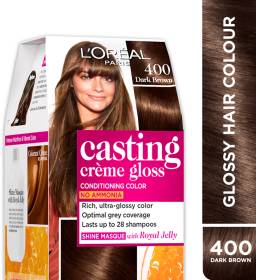 L'ORÉAL
PARIS
400
Dark Brown
casting
crème gloss
CONDITIONING COLOR
NO AMMONIA
Rich, ultra-glossy color
Optimal grey coverage
Lasts up to 28 shampoos
SHINE MASQUE with Royal Jelly
GLOSSY HAIR COLOUR
400
DARK BROWN